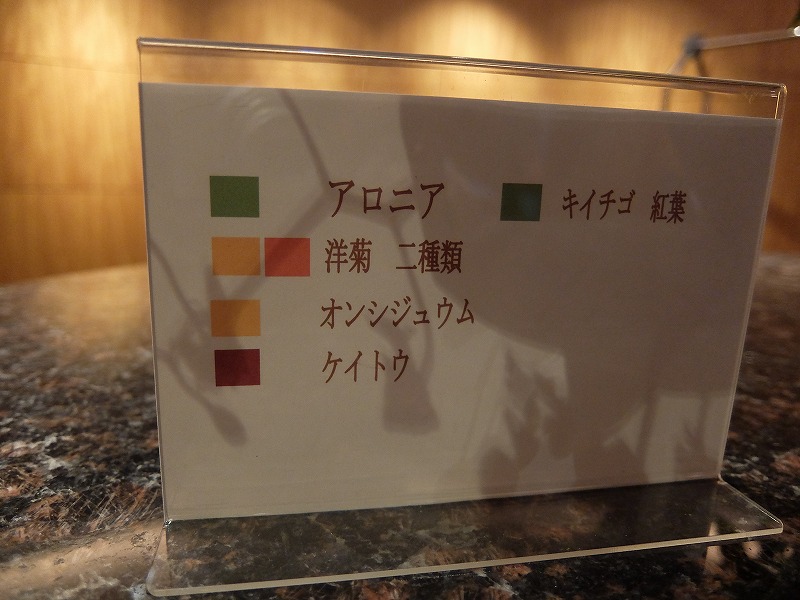 アロニア
キイチゴ 紅葉
洋菊 二種類
オンシジュウム
ケイトウ